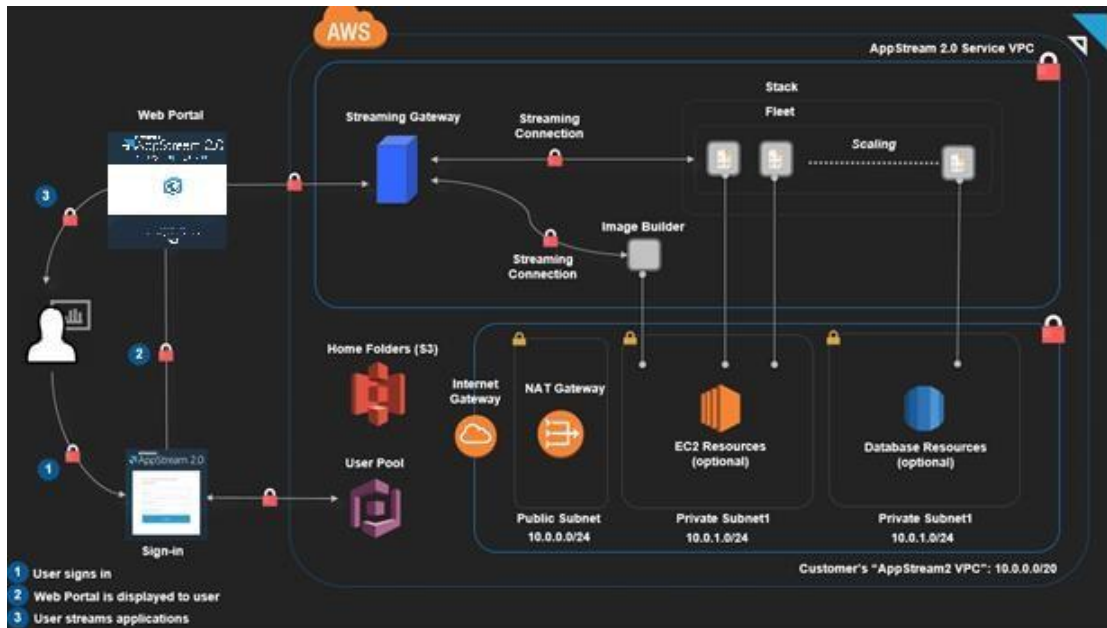 AWS
AppStream 2.0 Service VPC
Stack
Fleet
Web Portal
Streaming Gateway
Streaming
Connection
Scaling
AppStream 2.0
3
Image Builder
Streaming
Connection
2
Home Folders (S3)
Internet
Gateway
NAT Gateway
EC2 Resources
(optional)
Database Resources
(optional)
AppStream 2.0
1
User Pool
Public Subnet
10.0.0.0/24
Private Subnet1
10.0.1.0/24
Private Subnet1
10.0.1.0/24
Sign-in
Customer's "AppStream2 VPC": 10.0.0.0/20
1 User signs in
2 Web Portal is displayed to user
3 User streams applications